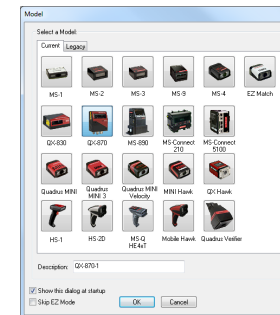 Model
Select a Model:
Current Legacy
MS-1 MS-2 MS-3 MS-9 MS-4 EZ Match
QX-830 QX-870 MS-890 MS-Connect 210 MS-Connect 5100
Quadrus MINI Quadrus MINI 3 Quadrus MINI Velocity MINI Hawk QX Hawk
HS-1 HS-2D MS-Q HE4xT Mobile Hawk Quadrus Verifier
Description: QX-870-1
Show this dialog at startup
Skip EZ Mode OK Cancel